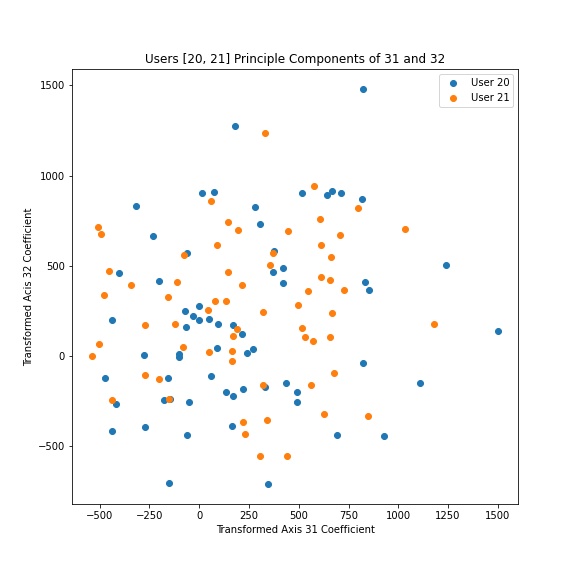 Users [20, 21] Principle Components of 31 and 32
User 20
User 21
Transformed Acis 32 Coefficient
1500
1000
500
0
−500
−500
−250
0
250
500
750
1000
1250
1500
Transformed Axis 31 Coefficient